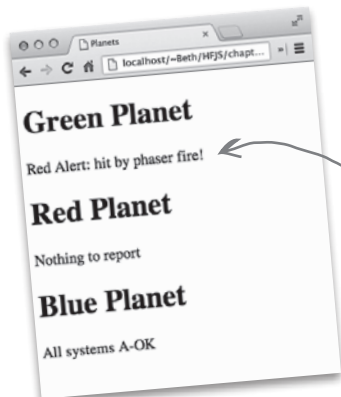 Planets
localhost/~Beth/HFJS/chapt...
Green Planet
Red Alert: hit by phaser fire!
Red Planet
Nothing to report
Blue Planet
All systems A-OK